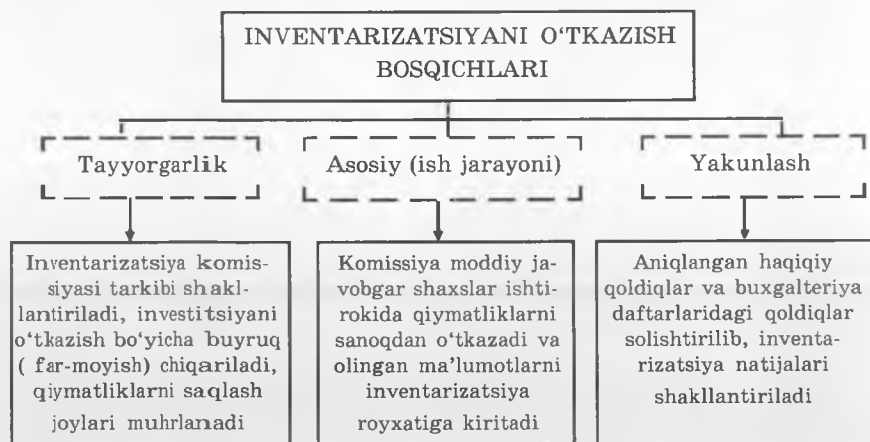 INVENTARIZATSIYANI O‘TKAZISH
BOSQICHLARI
Tayyorgarlik
Asosiy (ish jarayoni)
Yakunlash
Inventarizatsiya komis-
siyasi tarkibi shakl-
lantiriladi, investitsiyani
o‘tkazish bo‘yicha buyruq
( far-moyish) chiqariladi,
qiymatliklarni saqlash
joylari muhrlanadi
Komissiya moddiy ja-
vobgar shaxslar ishti-
rokida qiymatliklarni
sanoqdan o‘tkazadi va
olingan ma’lumotlarni
inventarizatsiya
royxatiga kiritadi
Aniqlangan haqiqiy
qoldiqlar va buxgalteriya
daftarlaridagi qoldiqlar
solishtirilib, inventa-
rizatsiya natijalari
shakllantiriladi